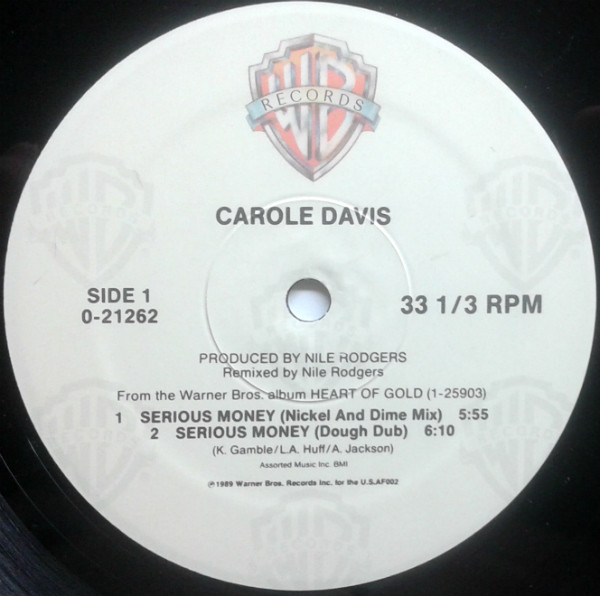 WB
RECORDS
CAROLE DAVIS
SIDE 1
0-21262
33 1/3 RPM
PRODUCED BY NILE RODGERS
Remixed by Nile Rodgers
From the Warner Bros. album HEART OF GOLD (1-25903)
1 SERIOUS MONEY (Nickel And Dime Mix) 5:55
2 SERIOUS MONEY (Dough Dub) 6:10
(K. Gamble/L.A. Huff/A. Jackson)
Assorted Music Inc. BMI
℗1989 Warner Bros. Records Inc. for the U.S.AF002